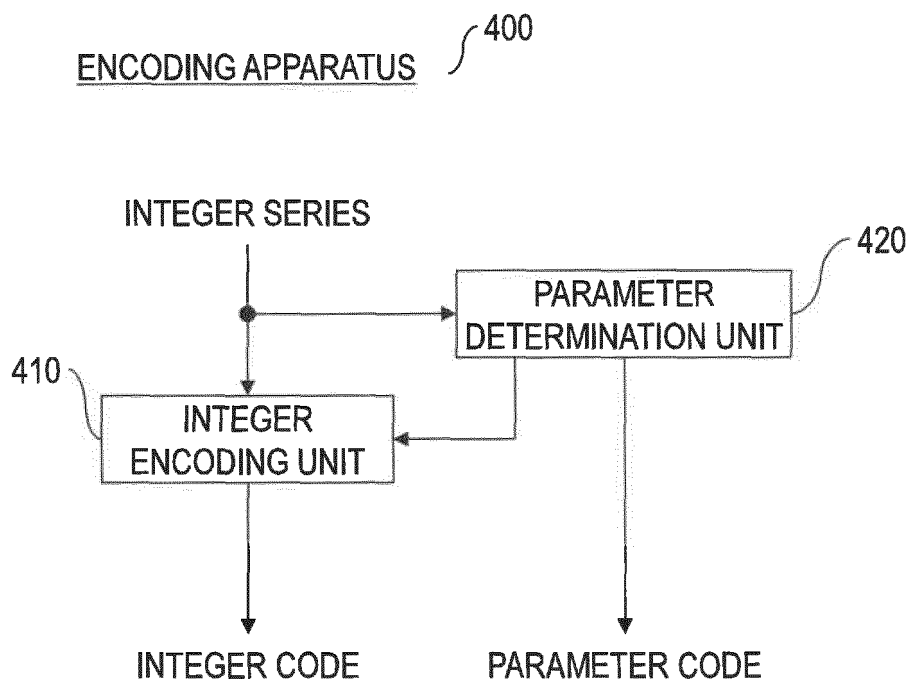 400
ENCODING APPARATUS
INTEGER SERIES
420
PARAMETER
DETERMINATION UNIT
410
INTEGER
ENCODING UNIT
INTEGER CODE
PARAMETER CODE